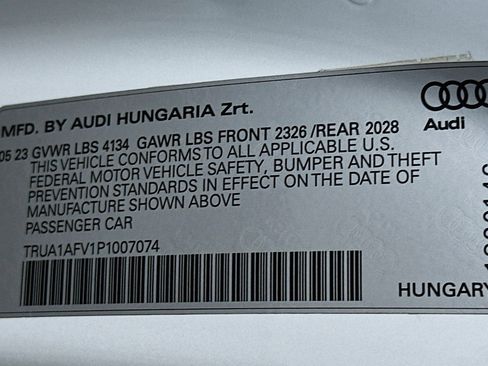 MFD. BY AUDI HUNGARIA Zrt.
05 23 GVWR LBS 4134 GAWR LBS FRONT 2326 /REAR 2028
THIS VEHICLE CONFORMS TO ALL APPLICABLE U.S.
FEDERAL MOTOR VEHICLE SAFETY, BUMPER AND THEFT
PREVENTION STANDARDS IN EFFECT ON THE DATE OF
MANUFACTURE SHOWN ABOVE
PASSENGER CAR
TRUA1AFV1P1007074
Audi
HUNGARY